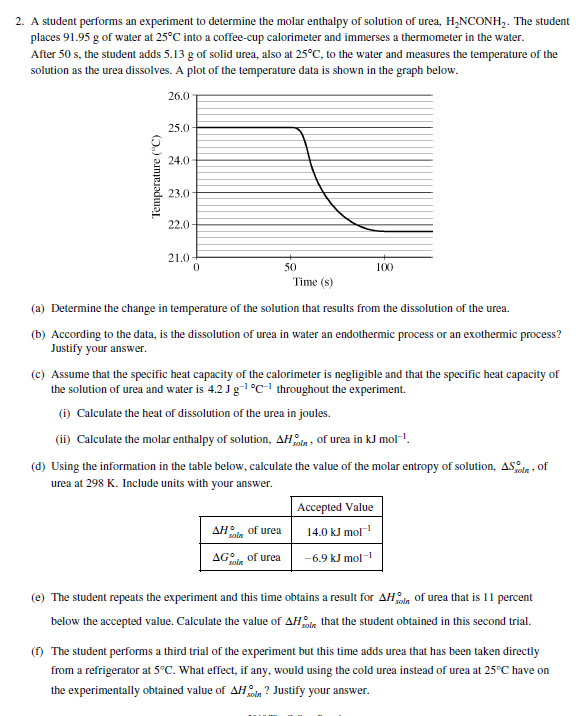 2. A student performs an experiment to determine the molar enthalpy of solution of urea, H₂NCONH₂. The student
places 91.95 g of water at 25°C into a coffee-cup calorimeter and immerses a thermometer in the water.
After 50 s, the student adds 5.13 g of solid urea, also at 25°C, to the water and measures the temperature of the
solution as the urea dissolves. A plot of the temperature data is shown in the graph below.
26.0
25.0
24.0
23.0
22.0
21.0
Temperature (°C)
0 50 100
Time (s)
(a) Determine the change in temperature of the solution that results from the dissolution of the urea.
(b) According to the data, is the dissolution of urea in water an endothermic process or an exothermic process?
Justify your answer.
(c) Assume that the specific heat capacity of the calorimeter is negligible and that the specific heat capacity of
the solution of urea and water is 4.2 J g⁻¹ °C⁻¹ throughout the experiment.
(i) Calculate the heat of dissolution of the urea in joules.
(ii) Calculate the molar enthalpy of solution, ΔH°soln, of urea in kJ mol⁻¹.
(d) Using the information in the table below, calculate the value of the molar entropy of solution, ΔS°soln, of
urea at 298 K. Include units with your answer.
Accepted Value
ΔH°soln of urea 14.0 kJ mol⁻¹
ΔG°soln of urea −6.9 kJ mol⁻¹
(e) The student repeats the experiment and this time obtains a result for ΔH°soln of urea that is 11 percent
below the accepted value. Calculate the value of ΔH°soln that the student obtained in this second trial.
(f) The student performs a third trial of the experiment but this time adds urea that has been taken directly
from a refrigerator at 5°C. What effect, if any, would using the cold urea instead of urea at 25°C have on
the experimentally obtained value of ΔH°soln? Justify your answer.